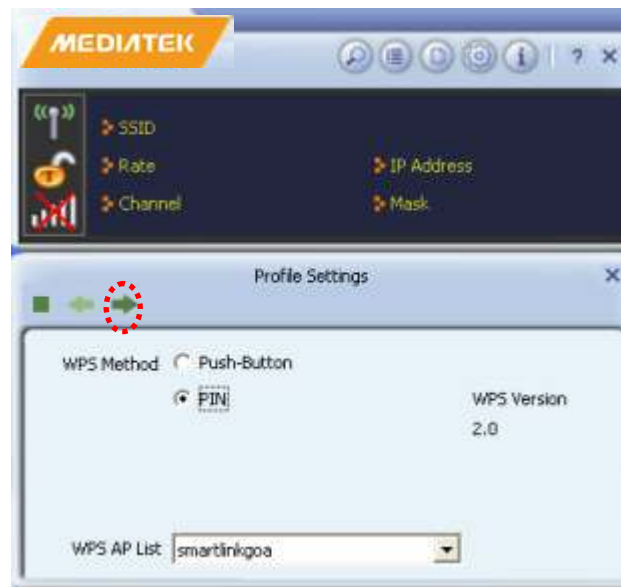 MEDIATEK
? ×
SSID
Rate
IP Address
Channel
Mask
Profile Settings ×
WPS Method Push-Button
PIN
WPS Version
2.0
WPS AP List smartlinkgoa